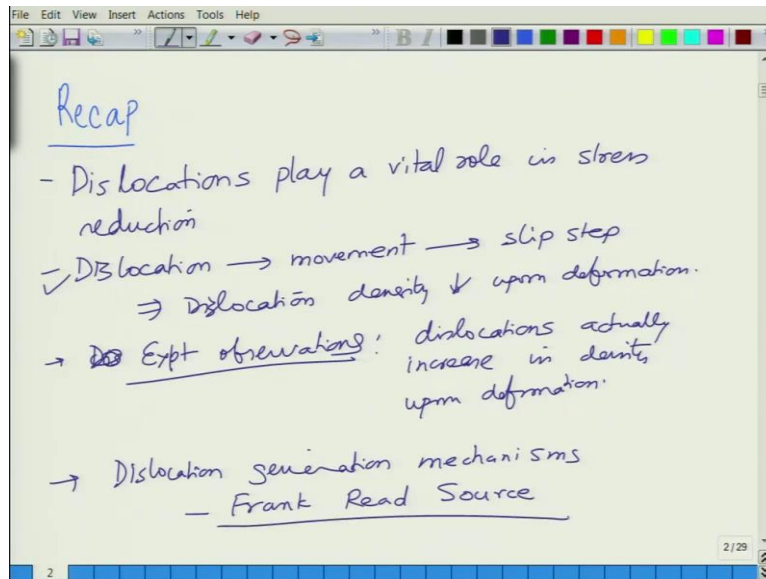 File Edit View Insert Actions Tools Help
B I
Recap
- Dislocations play a vital role in stress
reduction
- Dislocation → movement → slip step
⇒ Dislocation density ↓ upon deformation.
→ Expt observations: dislocations actually
increase in density
upon deformation.
→ Dislocation generation mechanisms
- Frank Read Source
2/29
2